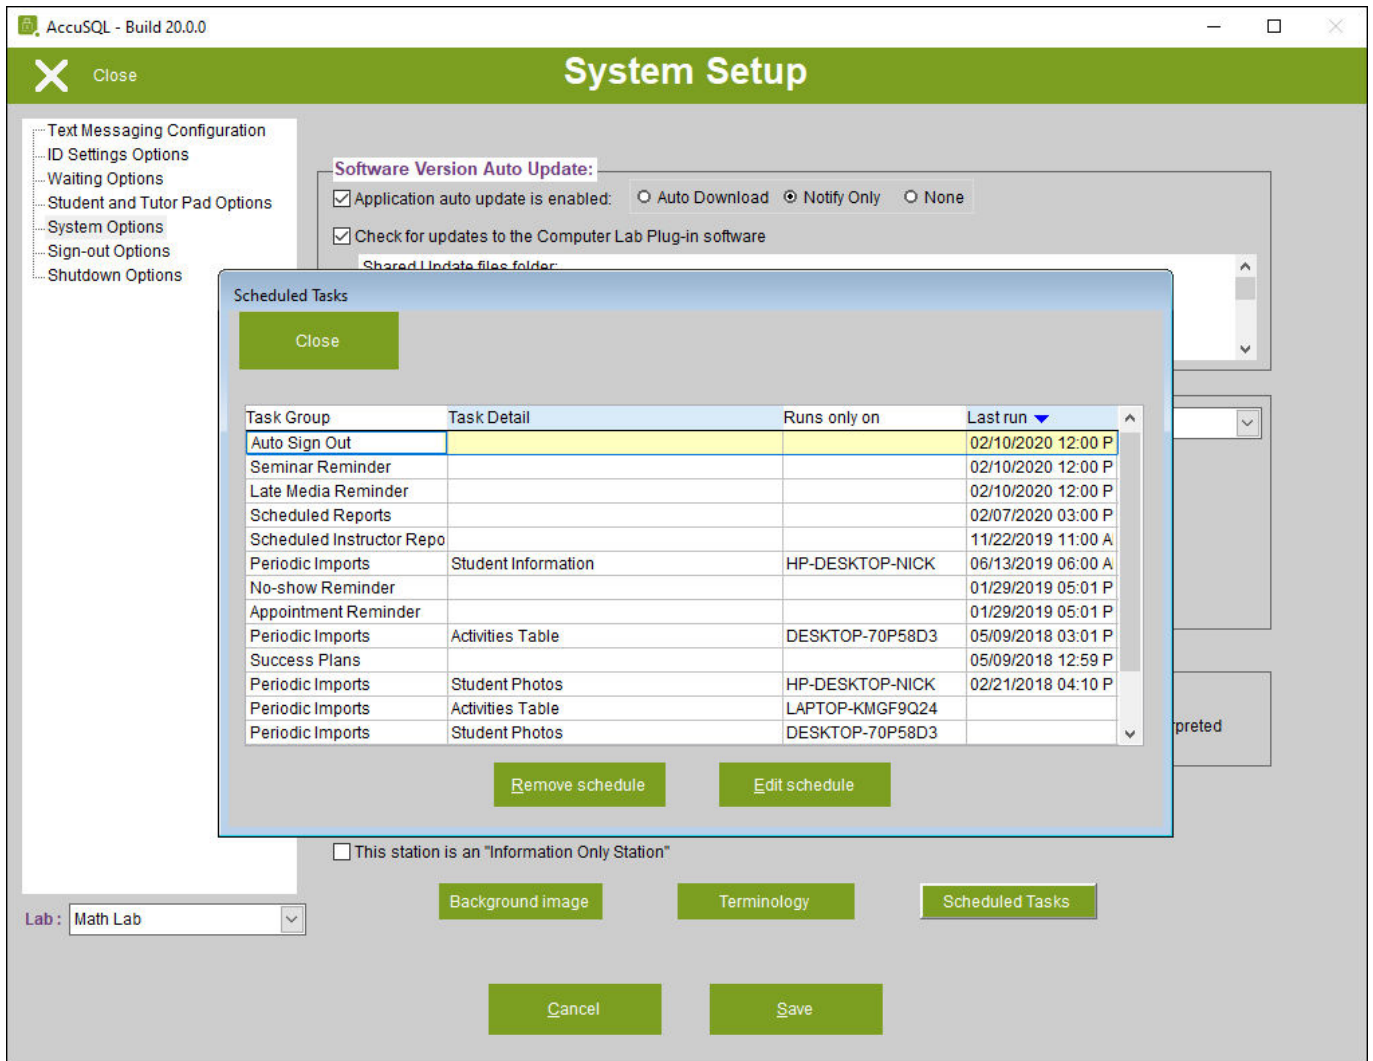 AccuSQL - Build 20.0.0
Close
System Setup
Text Messaging Configuration
ID Settings Options
Waiting Options
Student and Tutor Pad Options
System Options
Sign-out Options
Shutdown Options
Software Version Auto Update:
Application auto update is enabled: Auto Download Notify Only None
Check for updates to the Computer Lab Plug-in software
Shared Update files folder:
Scheduled Tasks
Close
Task Group Task Detail Runs only on Last run
Auto Sign Out 02/10/2020 12:00 P
Seminar Reminder 02/10/2020 12:00 P
Late Media Reminder 02/10/2020 12:00 P
Scheduled Reports 02/07/2020 03:00 P
Scheduled Instructor Repo 11/22/2019 11:00 A
Periodic Imports Student Information HP-DESKTOP-NICK 06/13/2019 06:00 A
No-show Reminder 01/29/2019 05:01 P
Appointment Reminder 01/29/2019 05:01 P
Periodic Imports Activities Table DESKTOP-70P58D3 05/09/2018 03:01 P
Success Plans 05/09/2018 12:59 P
Periodic Imports Student Photos HP-DESKTOP-NICK 02/21/2018 04:10 P
Periodic Imports Activities Table LAPTOP-KMGF9Q24
Periodic Imports Student Photos DESKTOP-70P58D3
rpreted
Remove schedule Edit schedule
This station is an "Information Only Station"
Background image Terminology Scheduled Tasks
Lab : Math Lab
Cancel Save